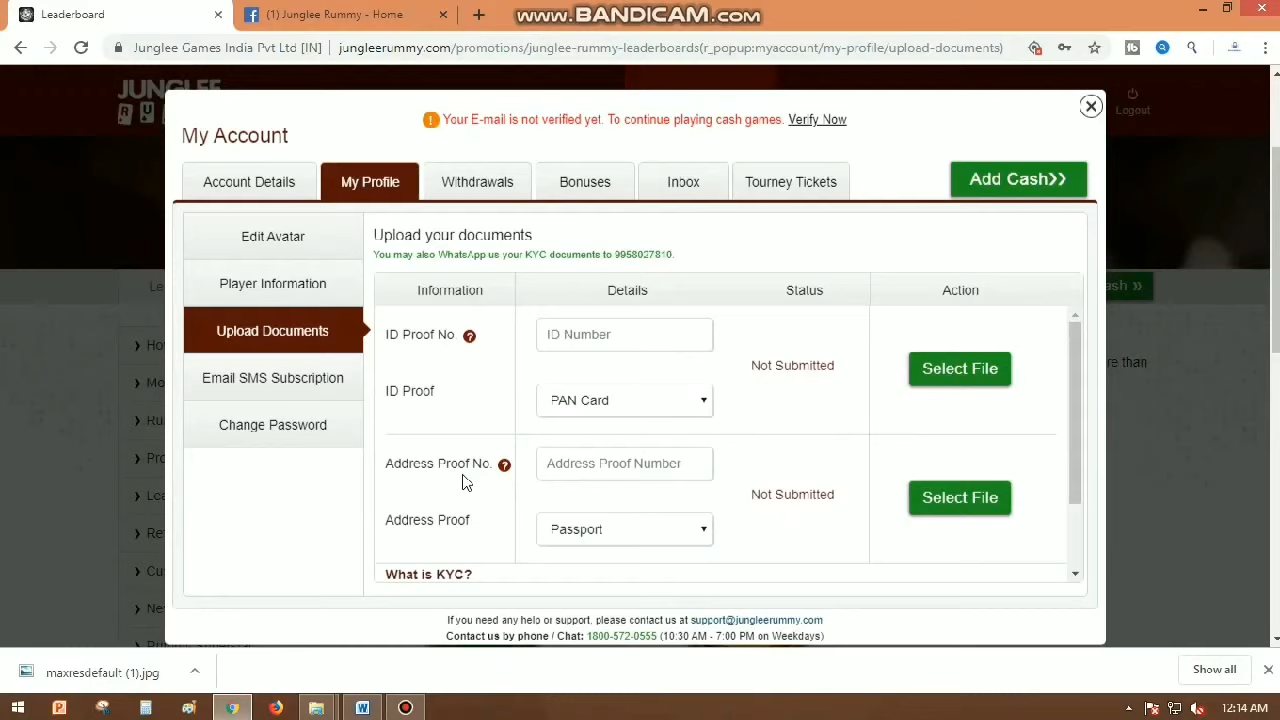 Leaderboard
(1) Junglee Rummy - Home
www.BANDICAM.com
Junglee Games India Pvt Ltd [IN]
jungleerummy.com/promotions/junglee-rummy-leaderboards(r_popup:myaccount/my-profile/upload-documents)
JUNGLEE
Logout
My Account
! Your E-mail is not verified yet. To continue playing cash games. Verify Now
Account Details
My Profile
Withdrawals
Bonuses
Inbox
Tourney Tickets
Add Cash>>
Edit Avatar
Player Information
Upload Documents
Email SMS Subscription
Change Password
Upload your documents
You may also WhatsApp us your KYC documents to 9958027810.
Information
Details
Status
Action
ID Proof No. ?
ID Number
Not Submitted
Select File
ID Proof
PAN Card
Address Proof No. ?
Address Proof Number
Not Submitted
Select File
Address Proof
Passport
What is KYC?
If you need any help or support, please contact us at support@jungleerummy.com
Contact us by phone / Chat: 1800-572-0555 (10:30 AM - 7:00 PM on Weekdays)
maxresdefault (1).jpg
Show all
12:14 AM